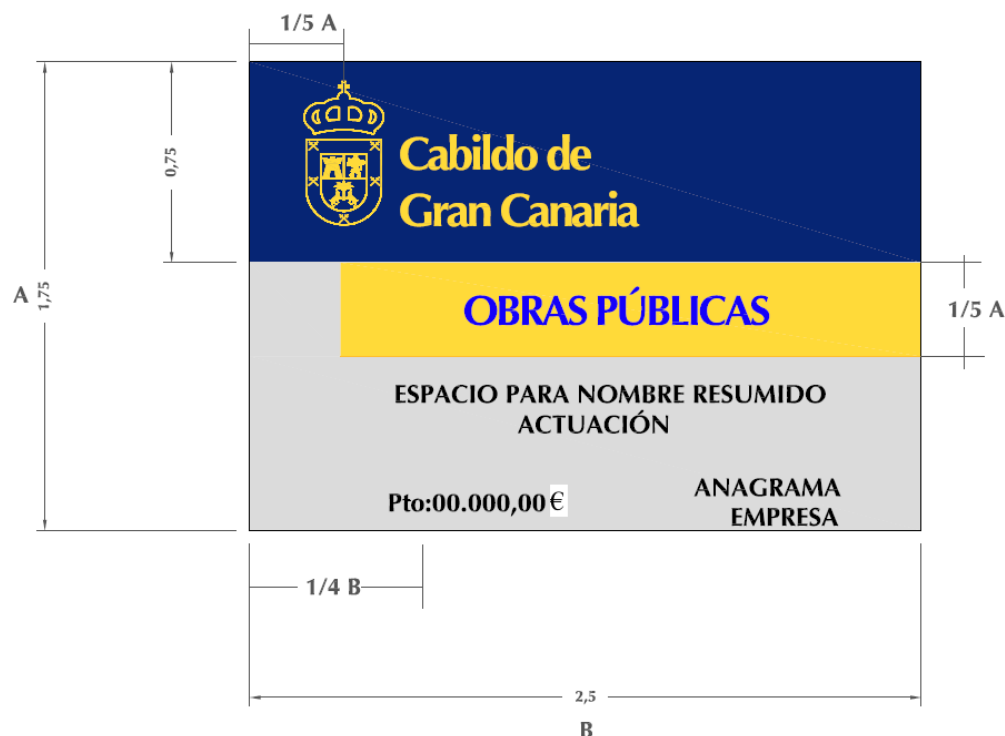 1/5 A
0,75
Cabildo de
Gran Canaria
A
1,75
OBRAS PÚBLICAS
1/5 A
ESPACIO PARA NOMBRE RESUMIDO
ACTUACIÓN
Pto:00.000,00 €
ANAGRAMA
EMPRESA
1/4 B
2,5
B